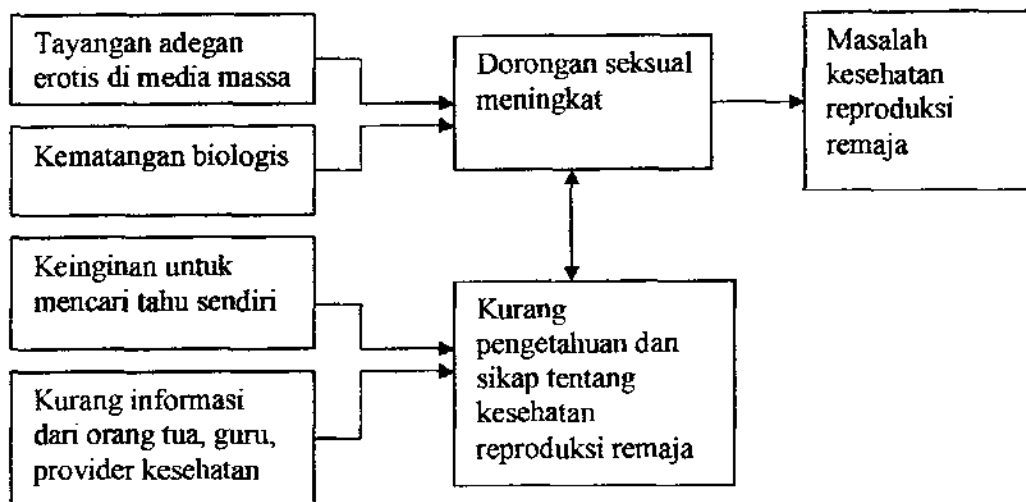 Tayangan adegan
erotis di media massa
Kematangan biologis
Keinginan untuk
mencari tahu sendiri
Kurang informasi
dari orang tua, guru,
provider kesehatan
Dorongan seksual
meningkat
Kurang
pengetahuan dan
sikap tentang
kesehatan
reproduksi remaja
Masalah
kesehatan
reproduksi
remaja